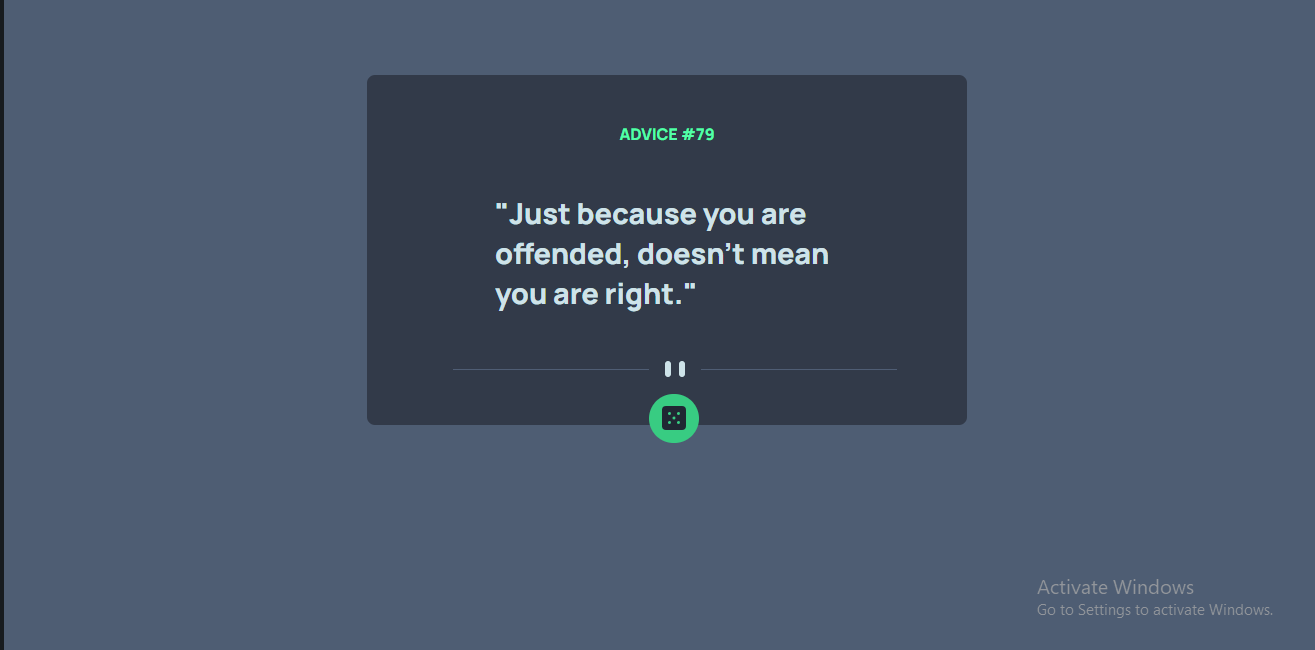 ADVICE #79
"Just because you are
offended, doesn't mean
you are right."
Activate Windows
Go to Settings to activate Windows.